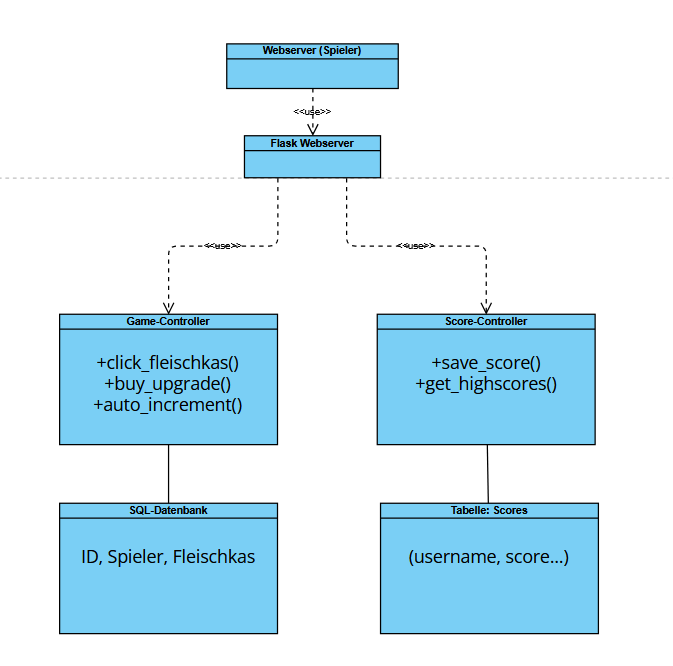 Webserver (Spieler)
<<use>>
Flask Webserver
<<use>>
<<use>>
Game-Controller
+click_fleischkas()
+buy_upgrade()
+auto_increment()
Score-Controller
+save_score()
+get_highscores()
SQL-Datenbank
ID, Spieler, Fleischkas
Tabelle: Scores
(username, score...)